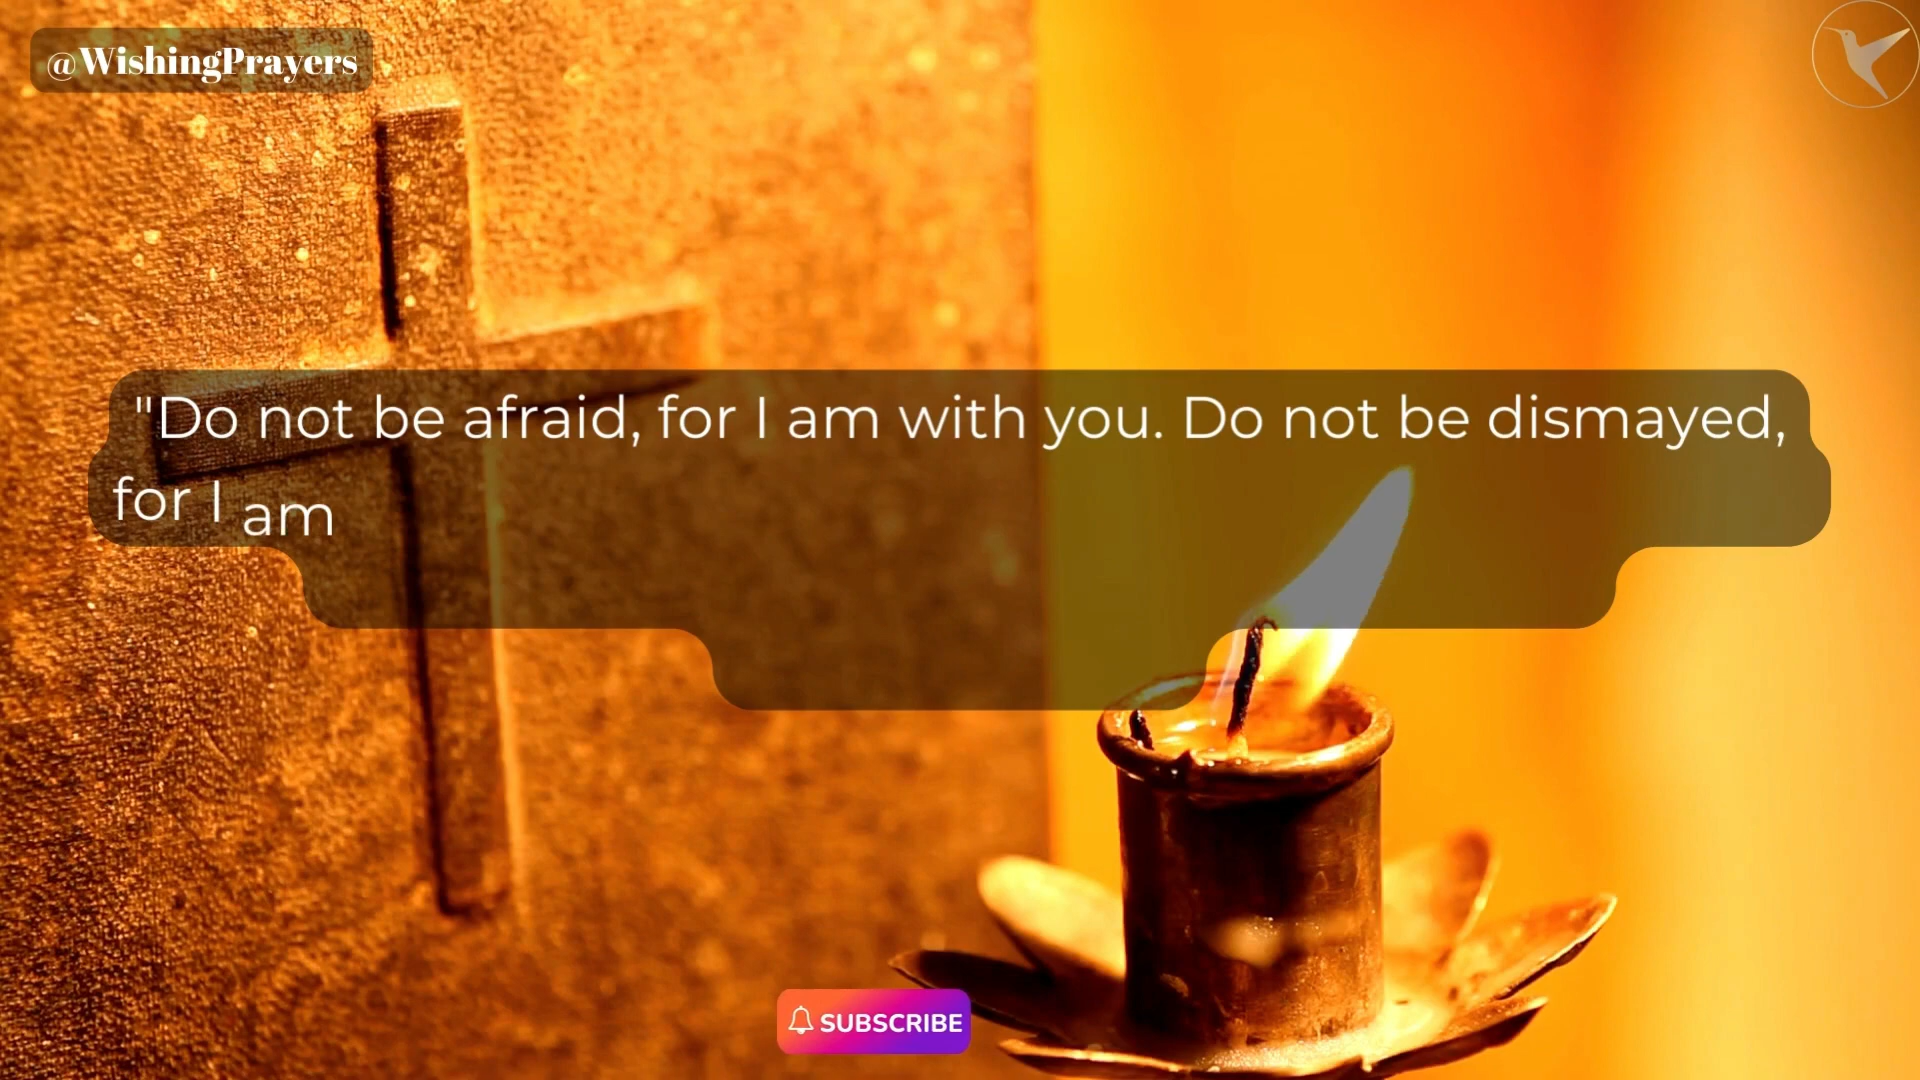 @WishingPrayers
"Do not be afraid, for I am with you. Do not be dismayed,
for I am
SUBSCRIBE